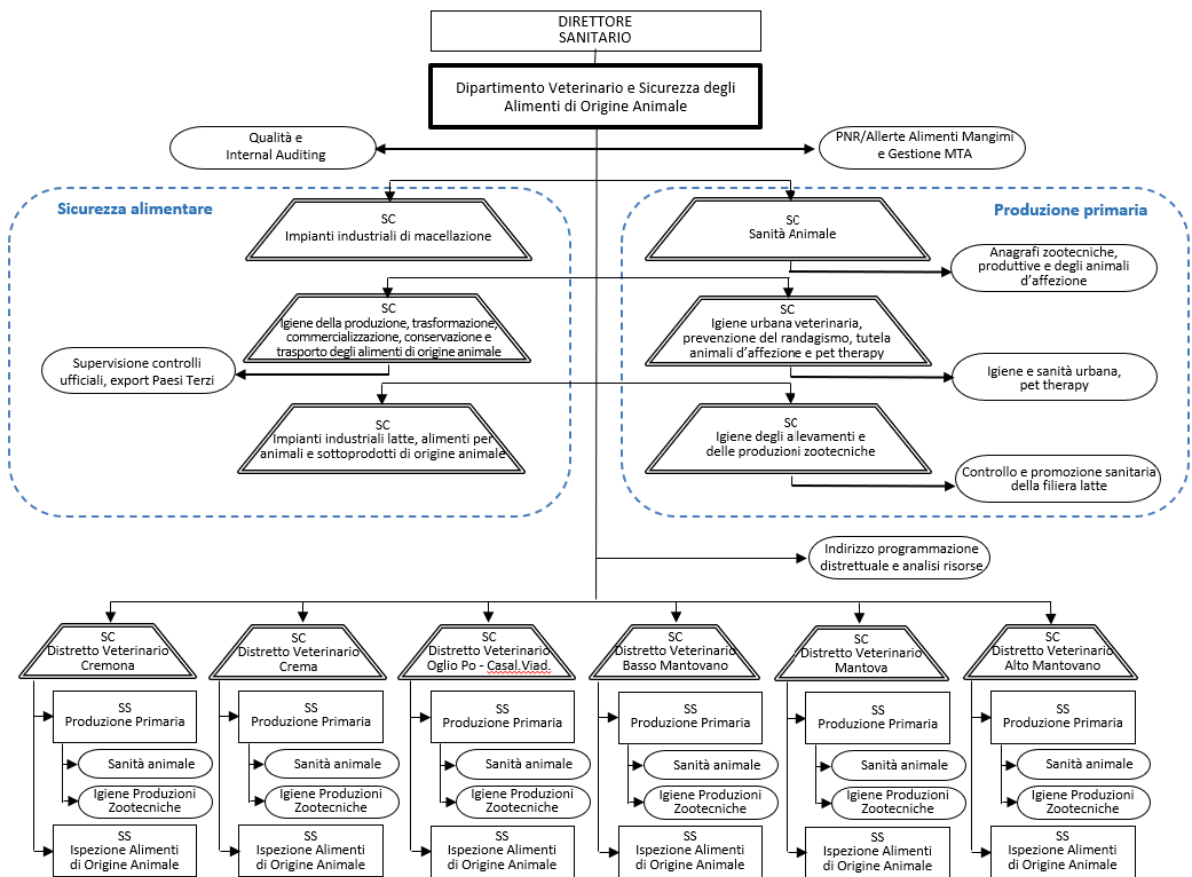 DIRETTORE
SANITARIO
Dipartimento Veterinario e Sicurezza degli
Alimenti di Origine Animale
Qualità e
Internal Auditing
PNR/Allerte Alimenti Mangimi
e Gestione MTA
Sicurezza alimentare
SC
Impianti industriali di macellazione
SC
Sanità Animale
Produzione primaria
Anagrafi zootecniche,
produttive e degli animali
d'affezione
SC
Igiene della produzione, trasformazione,
commercializzazione, conservazione e
trasporto degli alimenti di origine animale
SC
Igiene urbana veterinaria,
prevenzione del randagismo, tutela
animali d'affezione e pet therapy
Supervisione controlli
ufficiali, export Paesi Terzi
Igiene e sanità urbana,
pet therapy
SC
Impianti industriali latte, alimenti per
animali e sottoprodotti di origine animale
SC
Igiene degli allevamenti e
delle produzioni zootecniche
Controllo e promozione sanitaria
della filiera latte
Indirizzo programmazione
distrettuale e analisi risorse
SC
Distretto Veterinario
Cremona
SC
Distretto Veterinario
Crema
SC
Distretto Veterinario
Oglio Po - Casal.Viad.
SC
Distretto Veterinario
Basso Mantovano
SC
Distretto Veterinario
Mantova
SC
Distretto Veterinario
Alto Mantovano
SS
Produzione Primaria
SS
Produzione Primaria
SS
Produzione Primaria
SS
Produzione Primaria
SS
Produzione Primaria
SS
Produzione Primaria
Sanità animale
Sanità animale
Sanità animale
Sanità animale
Sanità animale
Sanità animale
Igiene Produzioni
Zootecniche
Igiene Produzioni
Zootecniche
Igiene Produzioni
Zootecniche
Igiene Produzioni
Zootecniche
Igiene Produzioni
Zootecniche
Igiene Produzioni
Zootecniche
SS
Ispezione Alimenti
di Origine Animale
SS
Ispezione Alimenti
di Origine Animale
SS
Ispezione Alimenti
di Origine Animale
SS
Ispezione Alimenti
di Origine Animale
SS
Ispezione Alimenti
di Origine Animale
SS
Ispezione Alimenti
di Origine Animale